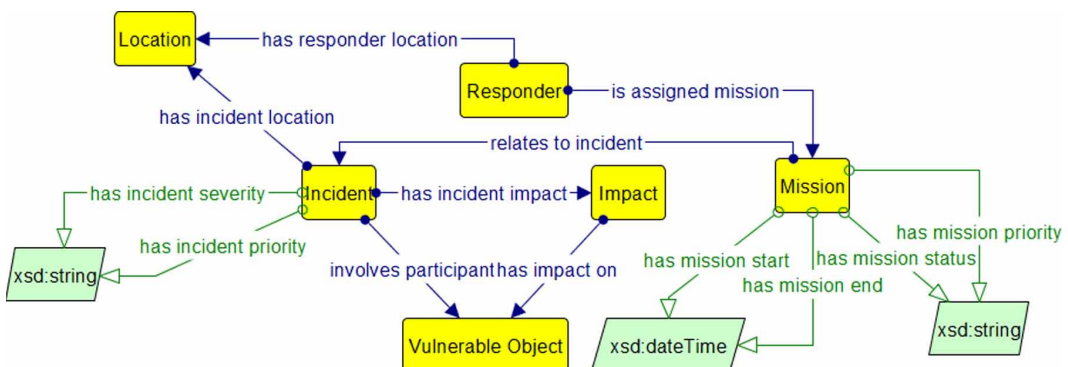 Location
has responder location
Responder
is assigned mission
has incident location
relates to incident
has incident severity
Incident
has incident impact
Impact
Mission
has incident priority
has mission priority
xsd:string
involves participant
has impact on
has mission start
has mission status
has mission end
Vulnerable Object
xsd:dateTime
xsd:string